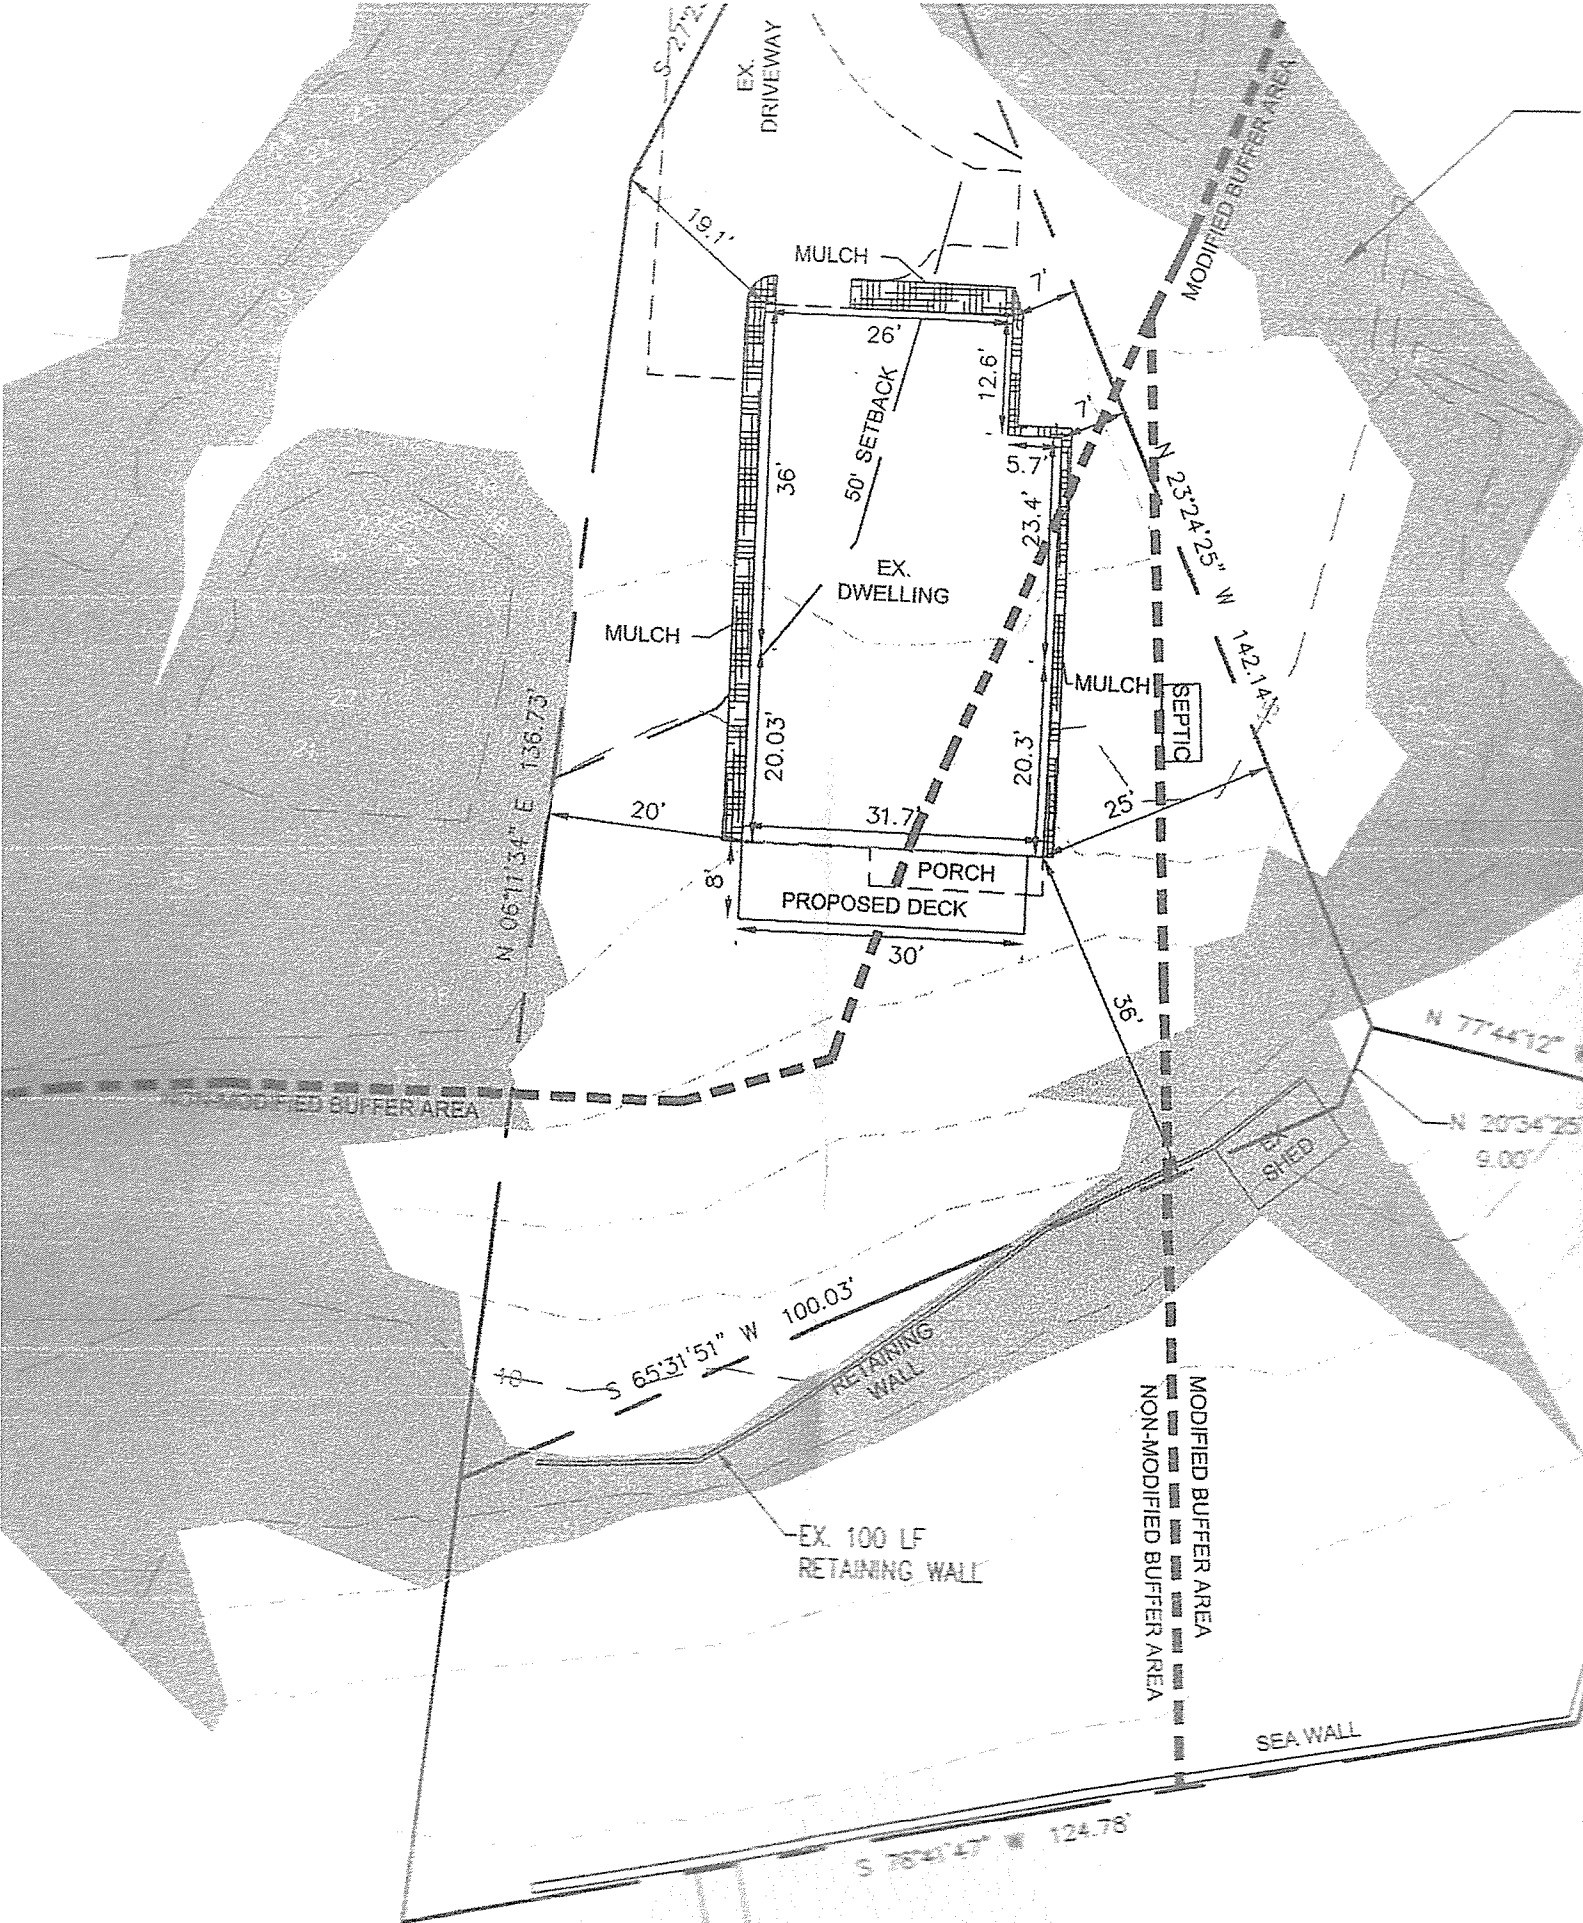 S 27°2
EX.
DRIVEWAY
MODIFIED BUFFER AREA
19.1'
MULCH
7'
26'
12.6'
50' SETBACK
36'
7'
5.7'
23.4'
N 23°24'25" W 142.14'
EX.
DWELLING
MULCH
MULCH
SEPTIC
N 06°11'34" E 136.73'
20.03'
20.3'
20'
31.7'
25'
8'
PORCH
PROPOSED DECK
30'
36'
N 77°44'12"
NON-MODIFIED BUFFER AREA
N 20°34'25
9.00'
EX
SHED
S 65°31'51" W 100.03'
RETAINING
WALL
10
MODIFIED BUFFER AREA
NON-MODIFIED BUFFER AREA
EX. 100 LF
RETAINING WALL
SEA WALL
W 124.78'